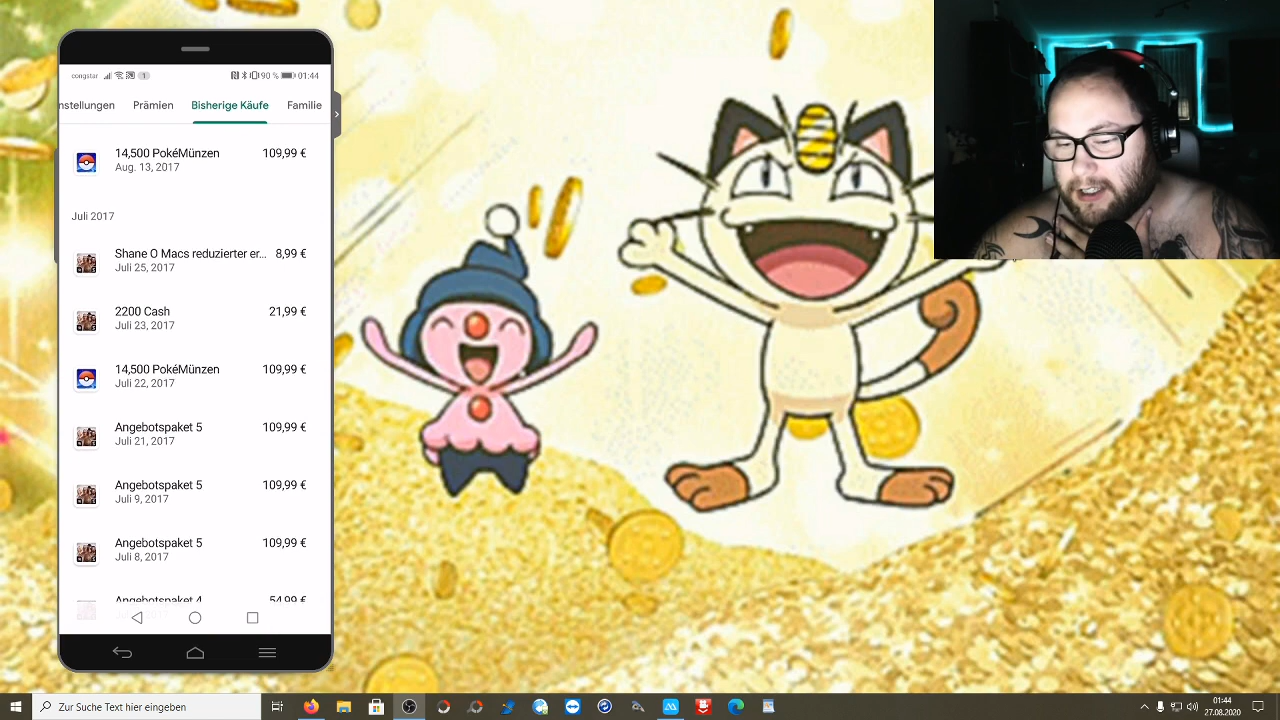 congstar 1 90 % 01:44
nstellungen Prämien Bisherige Käufe Familie
14,500 PokéMünzen 109,99 €
Aug. 13, 2017
Juli 2017
Shane O Macs reduzierter er... 8,99 €
Juli 25, 2017
2200 Cash 21,99 €
Juli 23, 2017
14,500 PokéMünzen 109,99 €
Juli 22, 2017
Angebotspaket 5 109,99 €
Juli 21, 2017
Angebotspaket 5 109,99 €
Juli 9, 2017
Angebotspaket 5 109,99 €
Juli 8, 2017
Angebotspaket 4 54,99 €
Zur Suche Text hier eingeben
01:44
27.08.2020